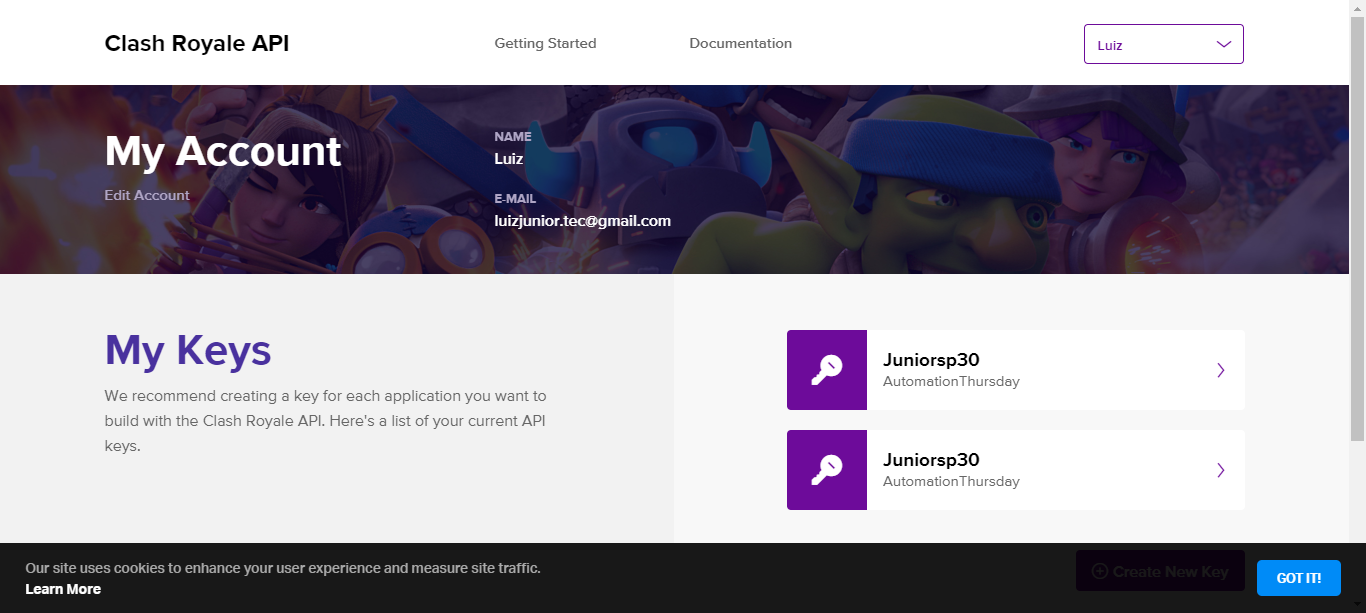 Clash Royale API
Getting Started
Documentation
Luiz
My Account
Edit Account
NAME
Luiz
E-MAIL
luizjunior.tec@gmail.com
My Keys
We recommend creating a key for each application you want to
build with the Clash Royale API. Here's a list of your current API
keys.
Juniorsp30
AutomationThursday
Juniorsp30
AutomationThursday
Create New Key
Our site uses cookies to enhance your user experience and measure site traffic.
Learn More
GOT IT!